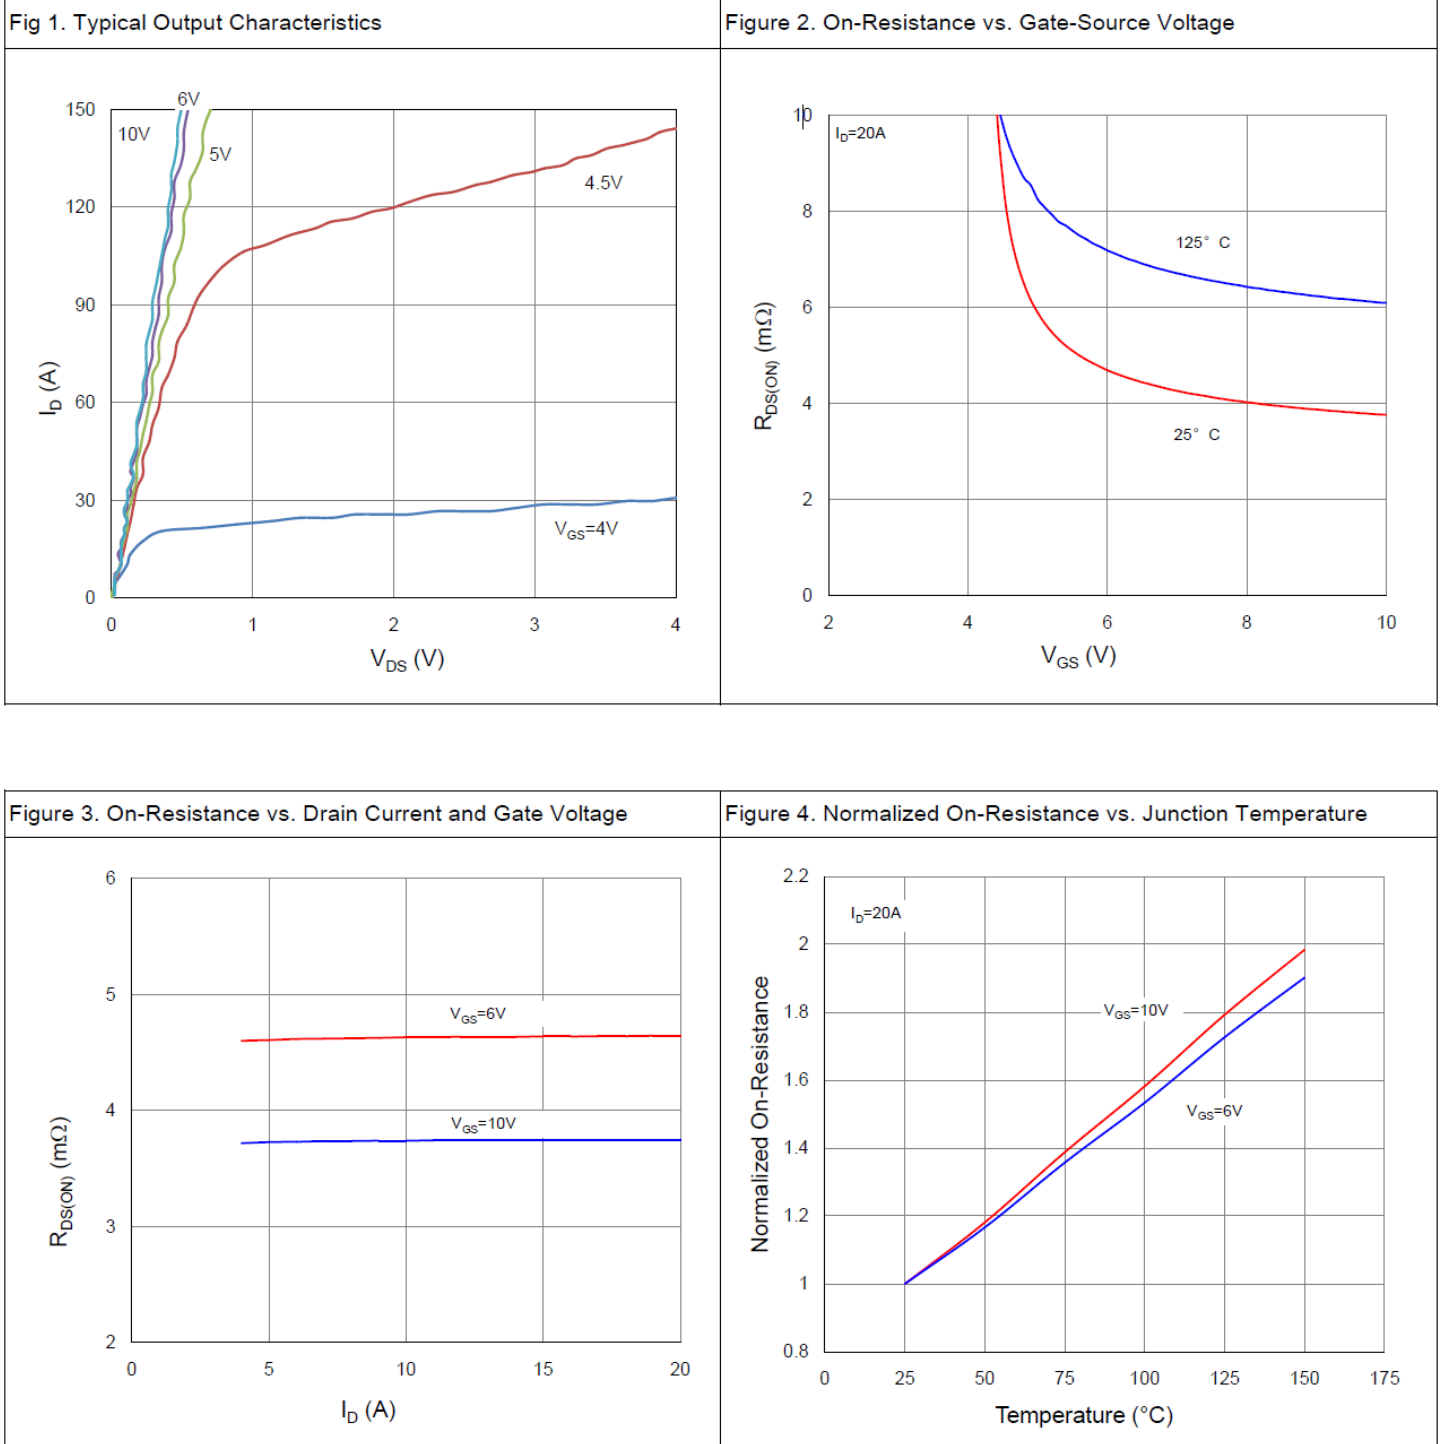 Fig 1. Typical Output Characteristics
Figure 2. On-Resistance vs. Gate-Source Voltage
150
120
90
60
30
0
0 1 2 3 4
10V
6V
5V
4.5V
VGS=4V
ID (A)
VDS (V)
10
8
6
4
2
0
2 4 6 8 10
ID=20A
125° C
25° C
RDS(ON) (mΩ)
VGS (V)
Figure 3. On-Resistance vs. Drain Current and Gate Voltage
Figure 4. Normalized On-Resistance vs. Junction Temperature
6
5
4
3
2
0 5 10 15 20
VGS=6V
VGS=10V
RDS(ON) (mΩ)
ID (A)
2.2
2
1.8
1.6
1.4
1.2
1
0.8
0 25 50 75 100 125 150 175
ID=20A
VGS=10V
VGS=6V
Normalized On-Resistance
Temperature (°C)